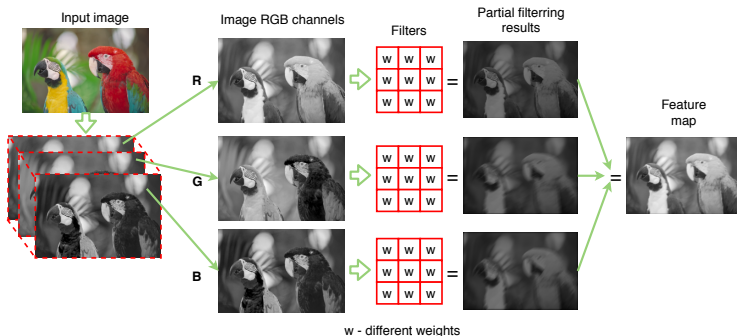 Input image
Image RGB channels
Filters
Partial filterring
results
Feature
map
R
w w w
w w w
w w w
=
G
w w w
w w w
w w w
=
=
B
w w w
w w w
w w w
=
w - different weights